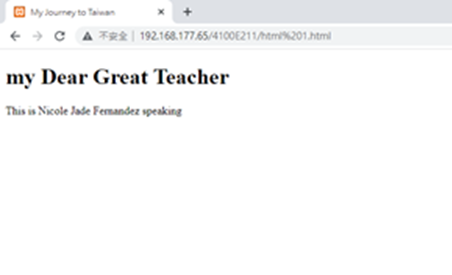 My Journey to Taiwan
不安全 | 192.168.177.65/4100E211/html%201.html
my Dear Great Teacher
This is Nicole Jade Fernandez speaking